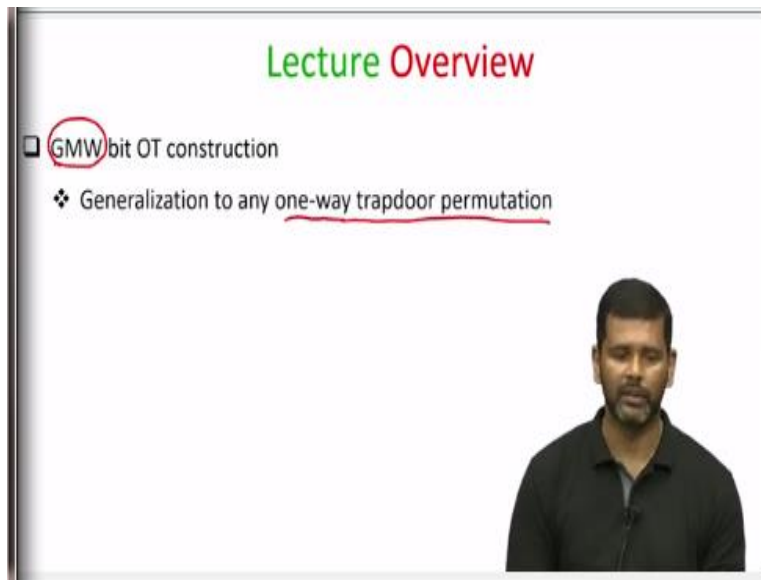 Lecture Overview
GMW bit OT construction
Generalization to any one-way trapdoor permutation